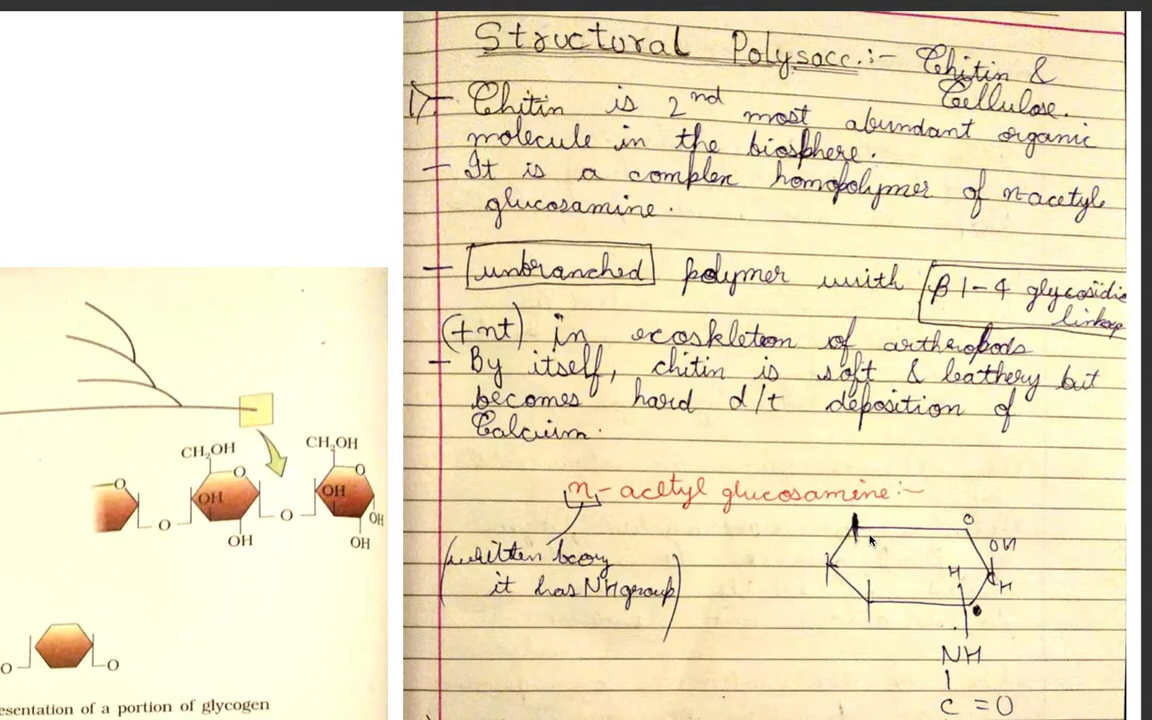 Structural Polysacc.:- Chitin &
Cellulose.
1) - Chitin is 2nd most abundant organic
molecule in the biosphere.
- It is a complex homopolymer of n-acetyl
glucosamine.
- unbranched polymer with β 1-4 glycosidic
linkage
(+nt) in exoskleton of arthropods
- By itself, chitin is soft & leathery but
becomes hard d/t deposition of
Calcium.
n-acetyl glucosamine:-
(written bcoz
it has NH group)
O
OH
H
H
NH
C = O
CH2OH CH2OH
O O O
OH OH
O O OH
OH OH
O O
esentation of a portion of glycogen